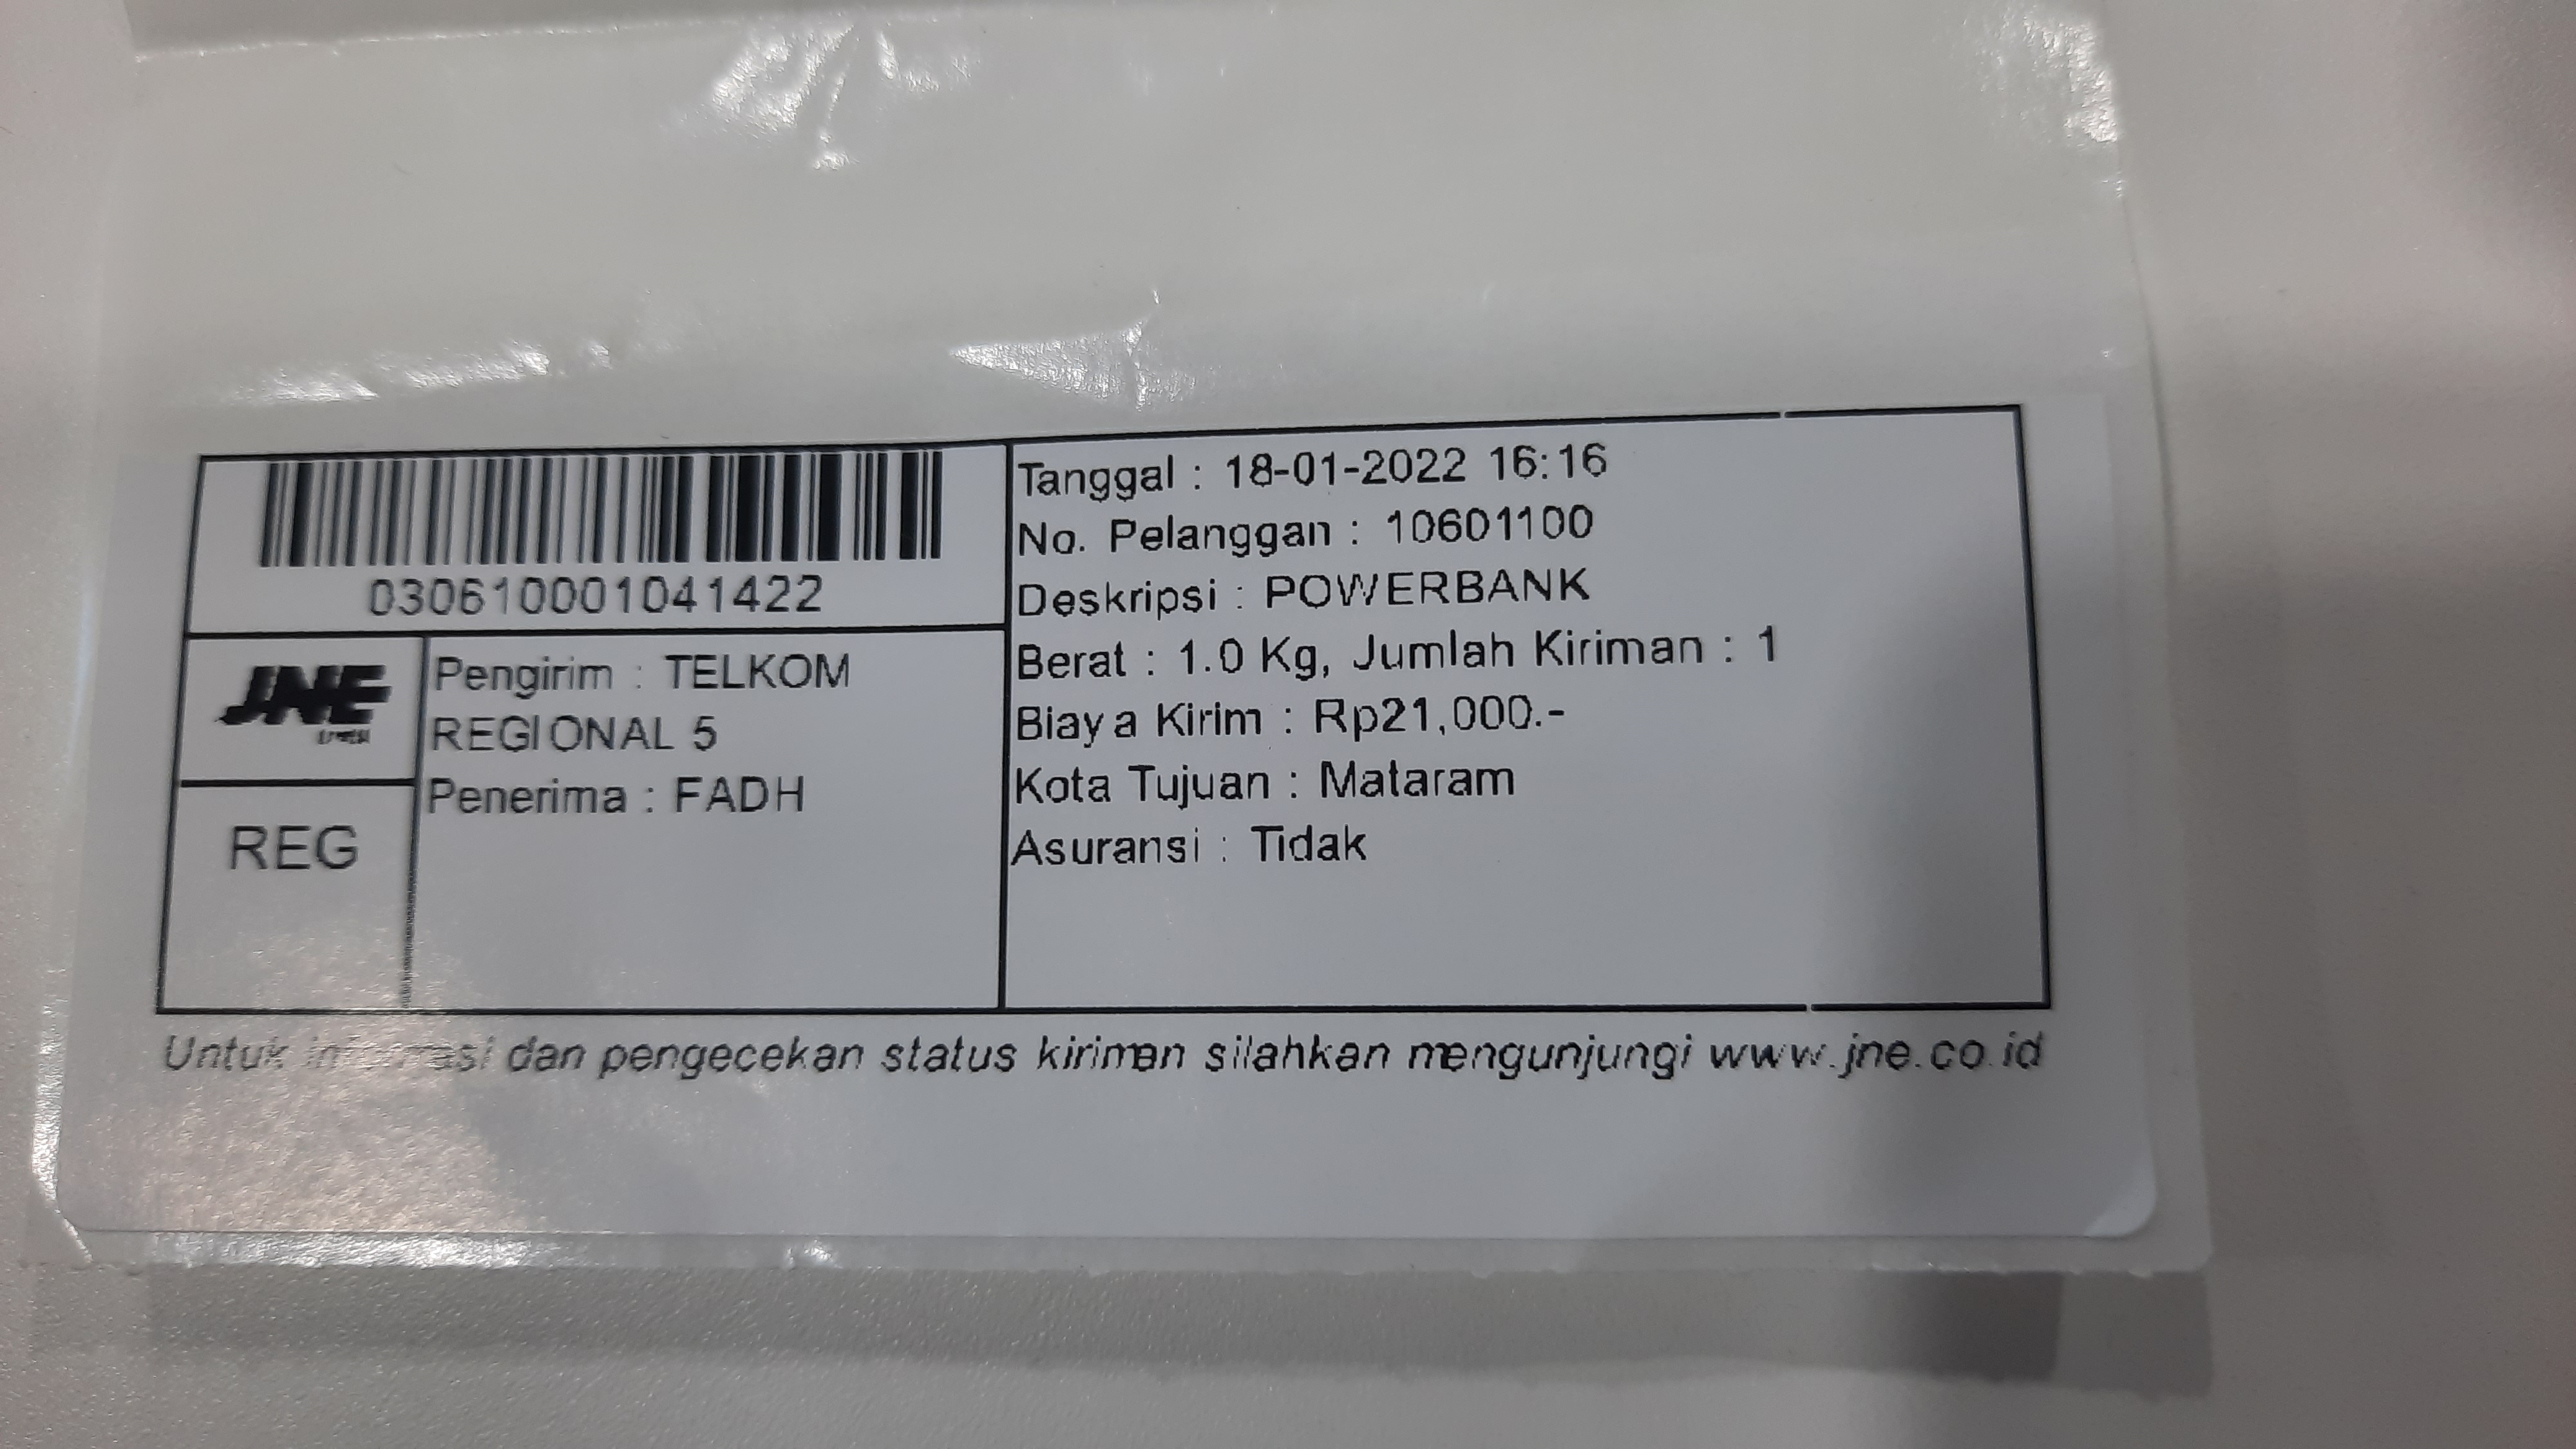 030610001041422
JNE
REG
Pengirim : TELKOM
REGIONAL 5
Penerima : FADH
Tanggal : 18-01-2022 16:16
No. Pelanggan : 10601100
Deskripsi : POWERBANK
Berat : 1.0 Kg, Jumlah Kiriman : 1
Biaya Kirim : Rp21,000.-
Kota Tujuan : Mataram
Asuransi : Tidak
Untuk informasi dan pengecekan status kiriman silahkan mengunjungi www.jne.co.id